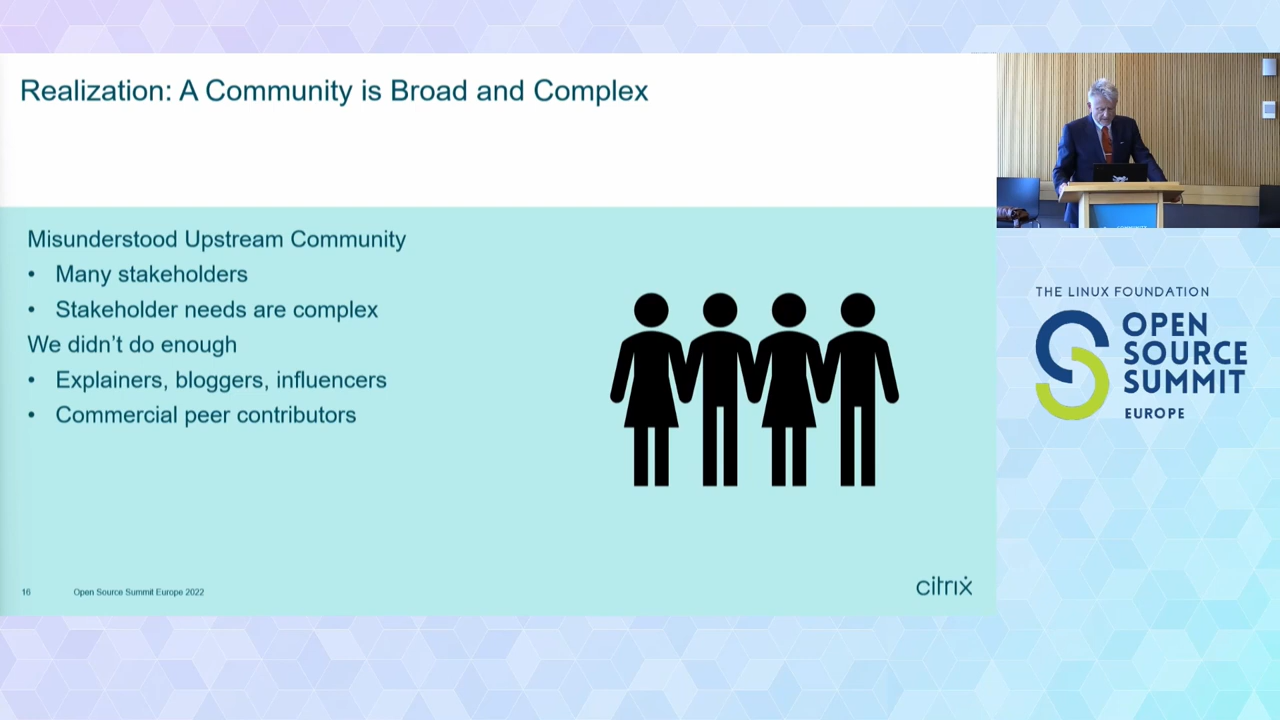 Realization: A Community is Broad and Complex
Misunderstood Upstream Community
• Many stakeholders
• Stakeholder needs are complex
We didn't do enough
• Explainers, bloggers, influencers
• Commercial peer contributors
16
Open Source Summit Europe 2022
citrix
THE LINUX FOUNDATION
OPEN
SOURCE
SUMMIT
EUROPE